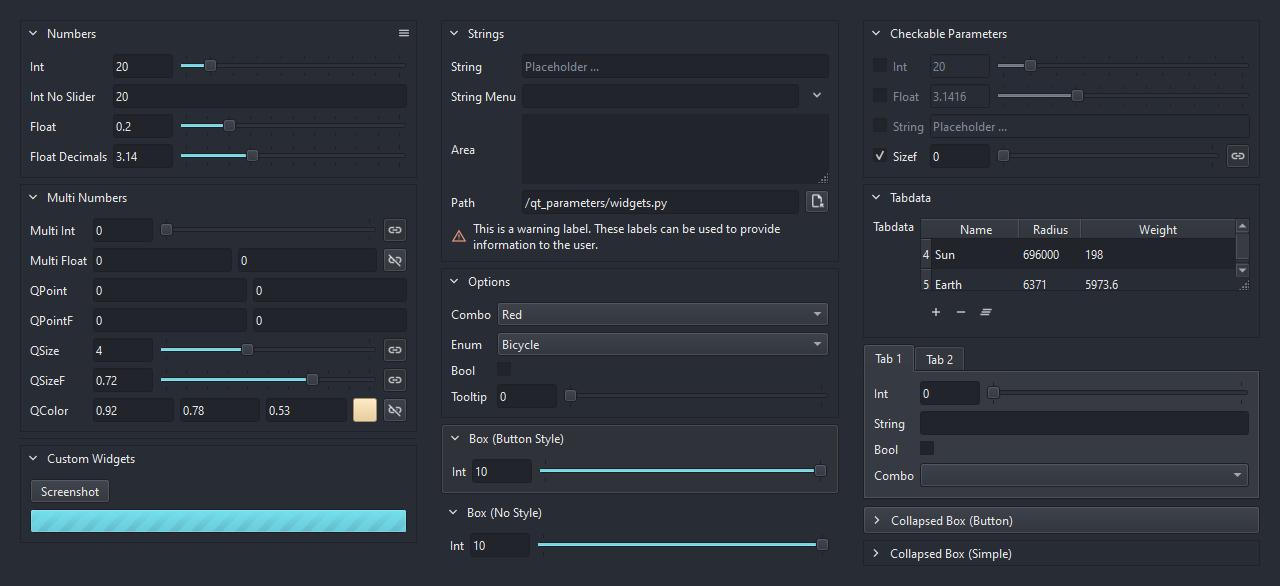 Numbers
Int 20
Int No Slider 20
Float 0.2
Float Decimals 3.14
Multi Numbers
Multi Int 0
Multi Float 0 0
QPoint 0 0
QPointF 0 0
QSize 4
QSizeF 0.72
QColor 0.92 0.78 0.53
Custom Widgets
Screenshot
Strings
String Placeholder ...
String Menu
Area
Path /qt_parameters/widgets.py
This is a warning label. These labels can be used to provide
information to the user.
Options
Combo Red
Enum Bicycle
Bool
Tooltip 0
Box (Button Style)
Int 10
Box (No Style)
Int 10
Checkable Parameters
Int 20
Float 3.1416
String Placeholder ...
Sizef 0
Tabdata
Tabdata Name Radius Weight
4 Sun 696000 198
5 Earth 6371 5973.6
Tab 1 Tab 2
Int 0
String
Bool
Combo
Collapsed Box (Button)
Collapsed Box (Simple)